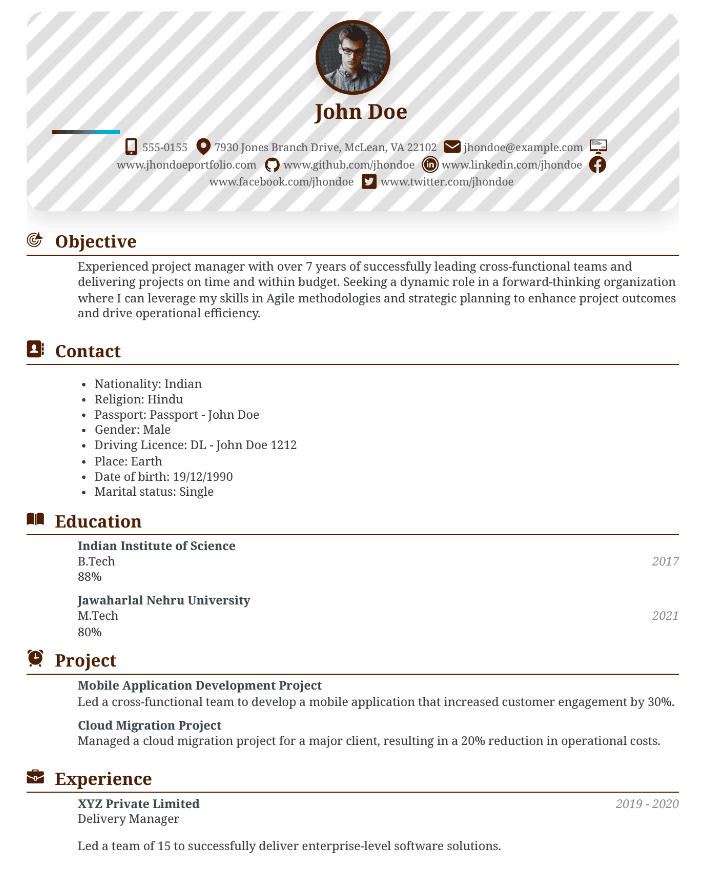 John Doe
555-0155 7930 Jones Branch Drive, McLean, VA 22102 jhondoe@example.com
www.jhondoeportfolio.com www.github.com/jhondoe www.linkedin.com/jhondoe
www.facebook.com/jhondoe www.twitter.com/jhondoe
Objective
Experienced project manager with over 7 years of successfully leading cross-functional teams and
delivering projects on time and within budget. Seeking a dynamic role in a forward-thinking organization
where I can leverage my skills in Agile methodologies and strategic planning to enhance project outcomes
and drive operational efficiency.
Contact
• Nationality: Indian
• Religion: Hindu
• Passport: Passport - John Doe
• Gender: Male
• Driving Licence: DL - John Doe 1212
• Place: Earth
• Date of birth: 19/12/1990
• Marital status: Single
Education
Indian Institute of Science
B.Tech 2017
88%
Jawaharlal Nehru University
M.Tech 2021
80%
Project
Mobile Application Development Project
Led a cross-functional team to develop a mobile application that increased customer engagement by 30%.
Cloud Migration Project
Managed a cloud migration project for a major client, resulting in a 20% reduction in operational costs.
Experience
XYZ Private Limited 2019 - 2020
Delivery Manager
Led a team of 15 to successfully deliver enterprise-level software solutions.